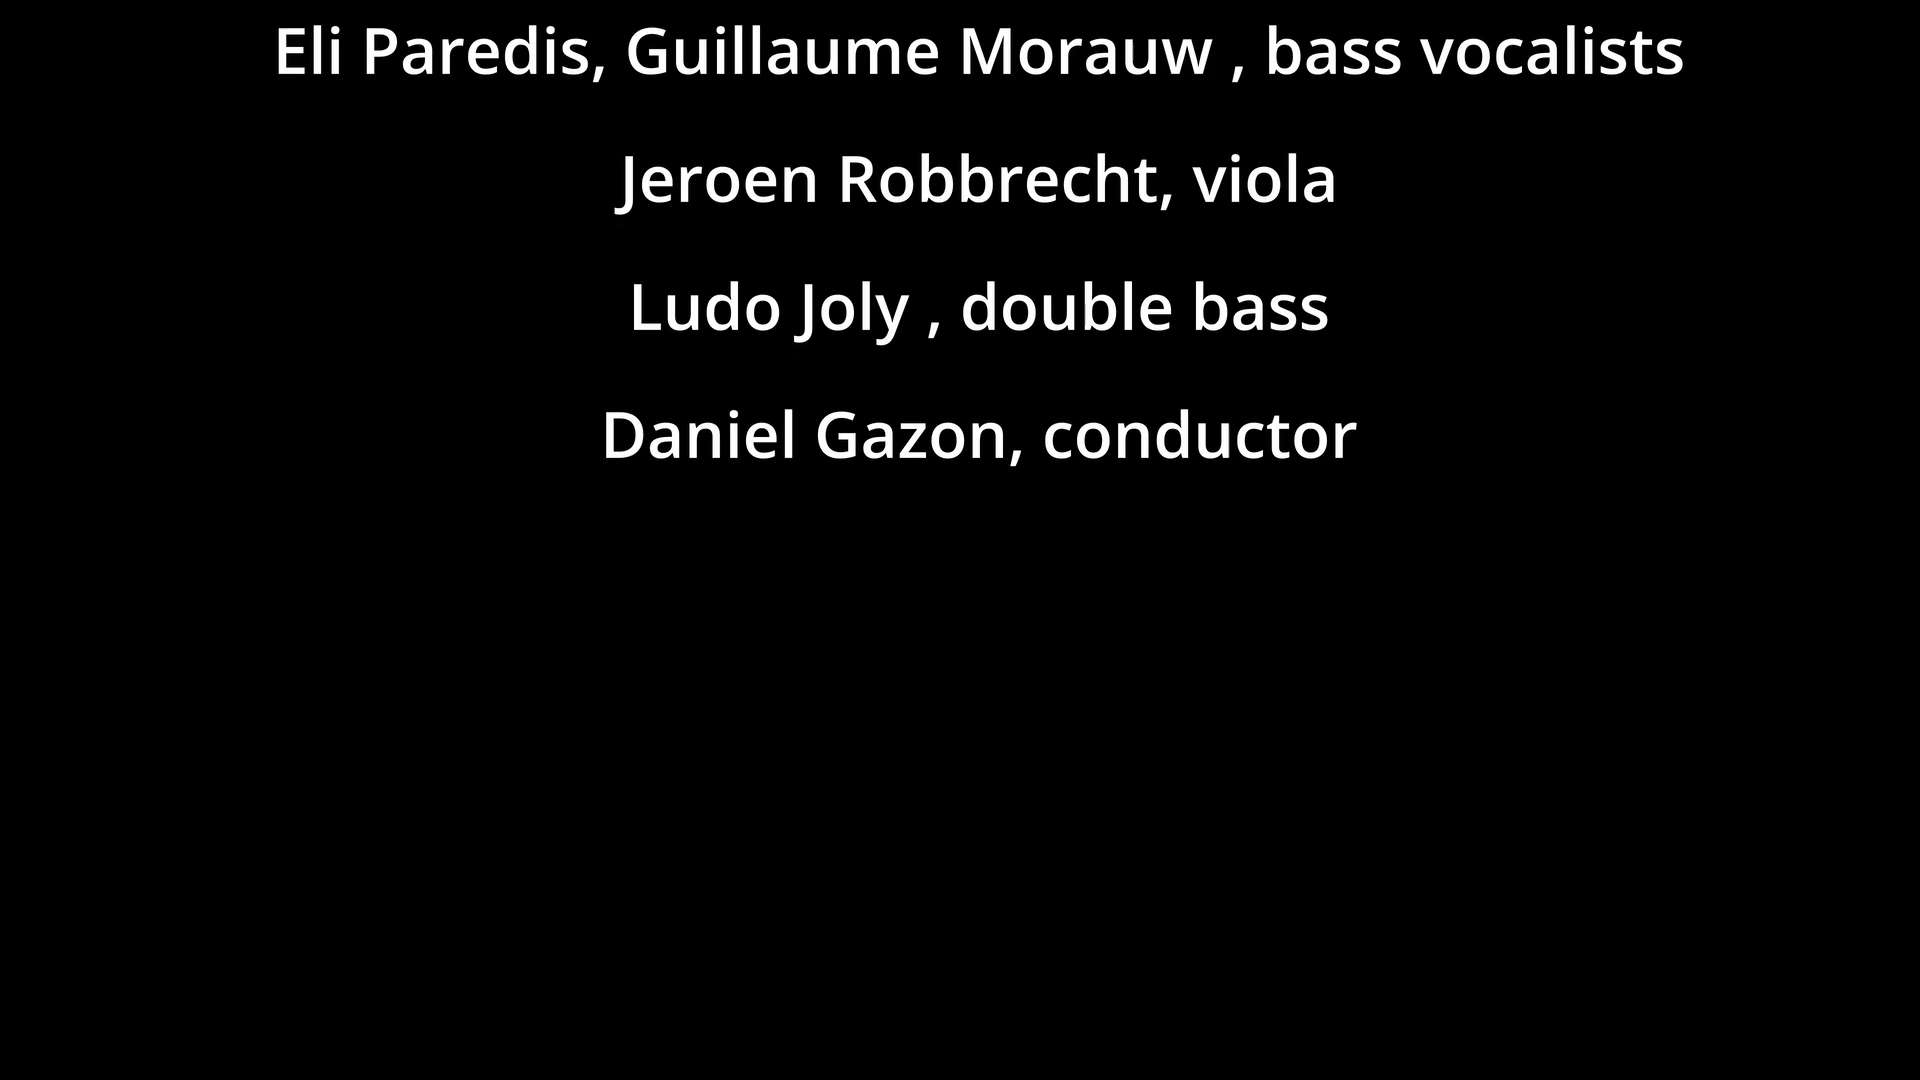 Eli Paredis, Guillaume Morauw , bass vocalists
Jeroen Robbrecht, viola
Ludo Joly , double bass
Daniel Gazon, conductor